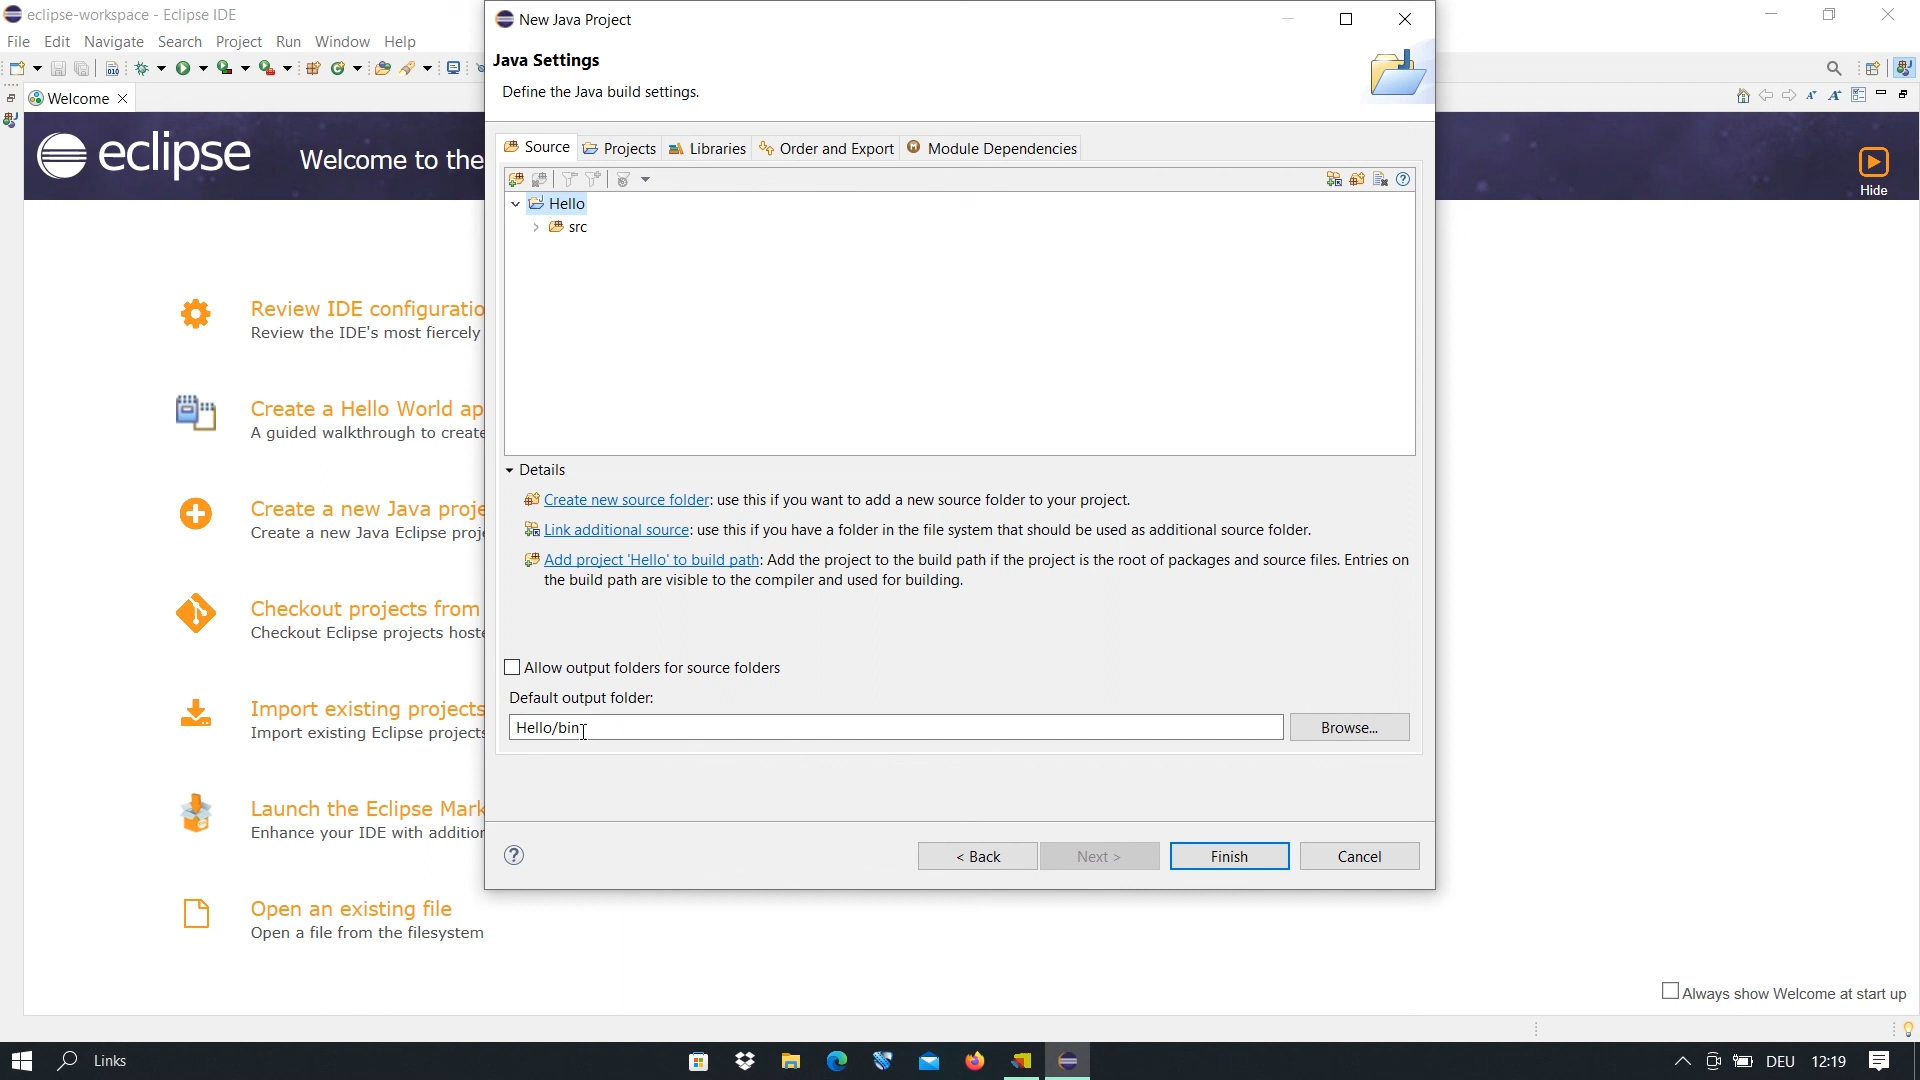 eclipse-workspace - Eclipse IDE
File Edit Navigate Search Project Run Window Help
Welcome
eclipse Welcome to the
Hide
Review IDE configuratio
Review the IDE's most fiercely
Create a Hello World ap
A guided walkthrough to create
Create a new Java proje
Create a new Java Eclipse proj
Checkout projects from
Checkout Eclipse projects hoste
Import existing projects
Import existing Eclipse projects
Launch the Eclipse Mark
Enhance your IDE with addition
Open an existing file
Open a file from the filesystem
New Java Project
Java Settings
Define the Java build settings.
Source Projects Libraries Order and Export Module Dependencies
Hello
src
Details
Create new source folder: use this if you want to add a new source folder to your project.
Link additional source: use this if you have a folder in the file system that should be used as additional source folder.
Add project 'Hello' to build path: Add the project to the build path if the project is the root of packages and source files. Entries on
the build path are visible to the compiler and used for building.
Allow output folders for source folders
Default output folder:
Hello/bin Browse...
< Back Next > Finish Cancel
Always show Welcome at start up
Links DEU 12:19